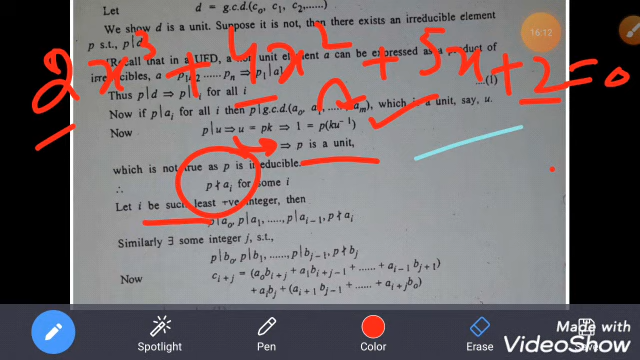 Let
d = g.c.d.(c₀, c₁, c₂,......)
We show d is a unit. Suppose it is not, then there exists an irreducible element
p s.t., p | d
16:12
2x³ + 4x² + 5x + 2 = 0
(Recall that in a UFD, a non unit element a can be expressed as a product of
irreducibles, a = p₁p₂ ..... pₙ ⇒ p₁ | a)
Thus p | d ⇒ p | cᵢ for all i ....(1)
Now if p | aᵢ for all i then p | g.c.d.(a₀, a₁, ...., aₘ), which is a unit, say, u.
Now p | u ⇒ u = pk ⇒ 1 = p(ku⁻¹)
⇒ p is a unit,
which is not true as p is irreducible.
∴ p ∤ aᵢ for some i
Let i be such least +ve integer, then
p | a₀, p | a₁, ....., p | aᵢ₋₁, p ∤ aᵢ
Similarly ∃ some integer j, s.t.,
p | b₀, p | b₁, ......, p | bⱼ₋₁, p ∤ bⱼ
Now cᵢ₊ⱼ = (a₀bᵢ₊ⱼ + a₁bᵢ₊ⱼ₋₁ + ...... + aᵢ₋₁ bⱼ₊₁)
+ aᵢbⱼ + (aᵢ₊₁ bⱼ₋₁ + ...... + aᵢ₊ⱼ b₀)
Spotlight Pen Color Erase
Made with
VideoShow